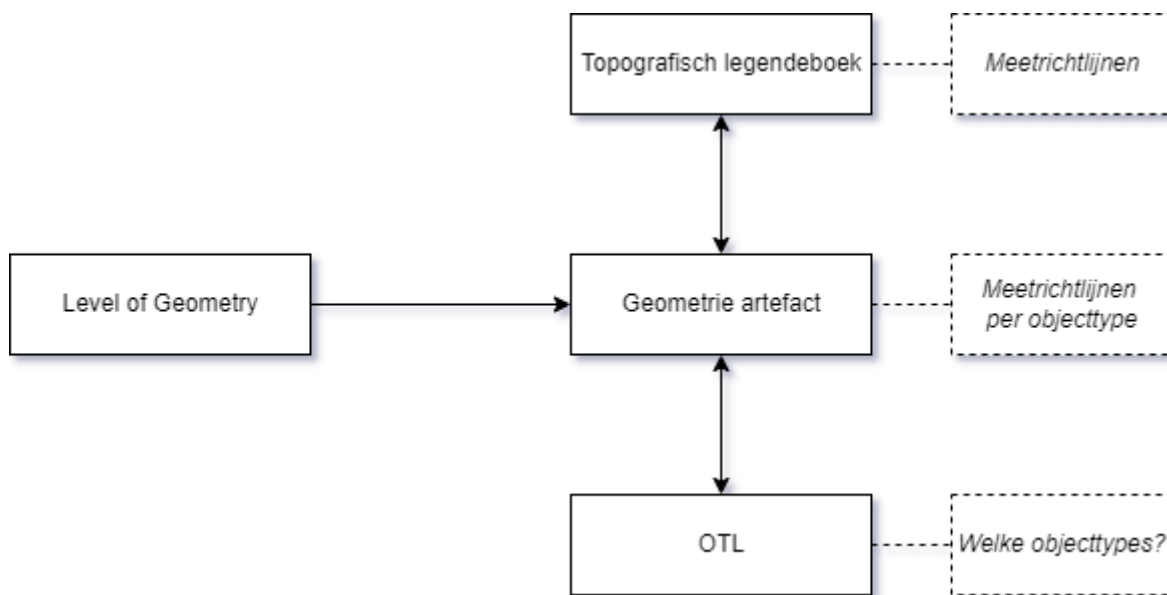 Topografisch legendeboek
Meetrichtlijnen
Level of Geometry
Geometrie artefact
Meetrichtlijnen
per objecttype
OTL
Welke objecttypes?